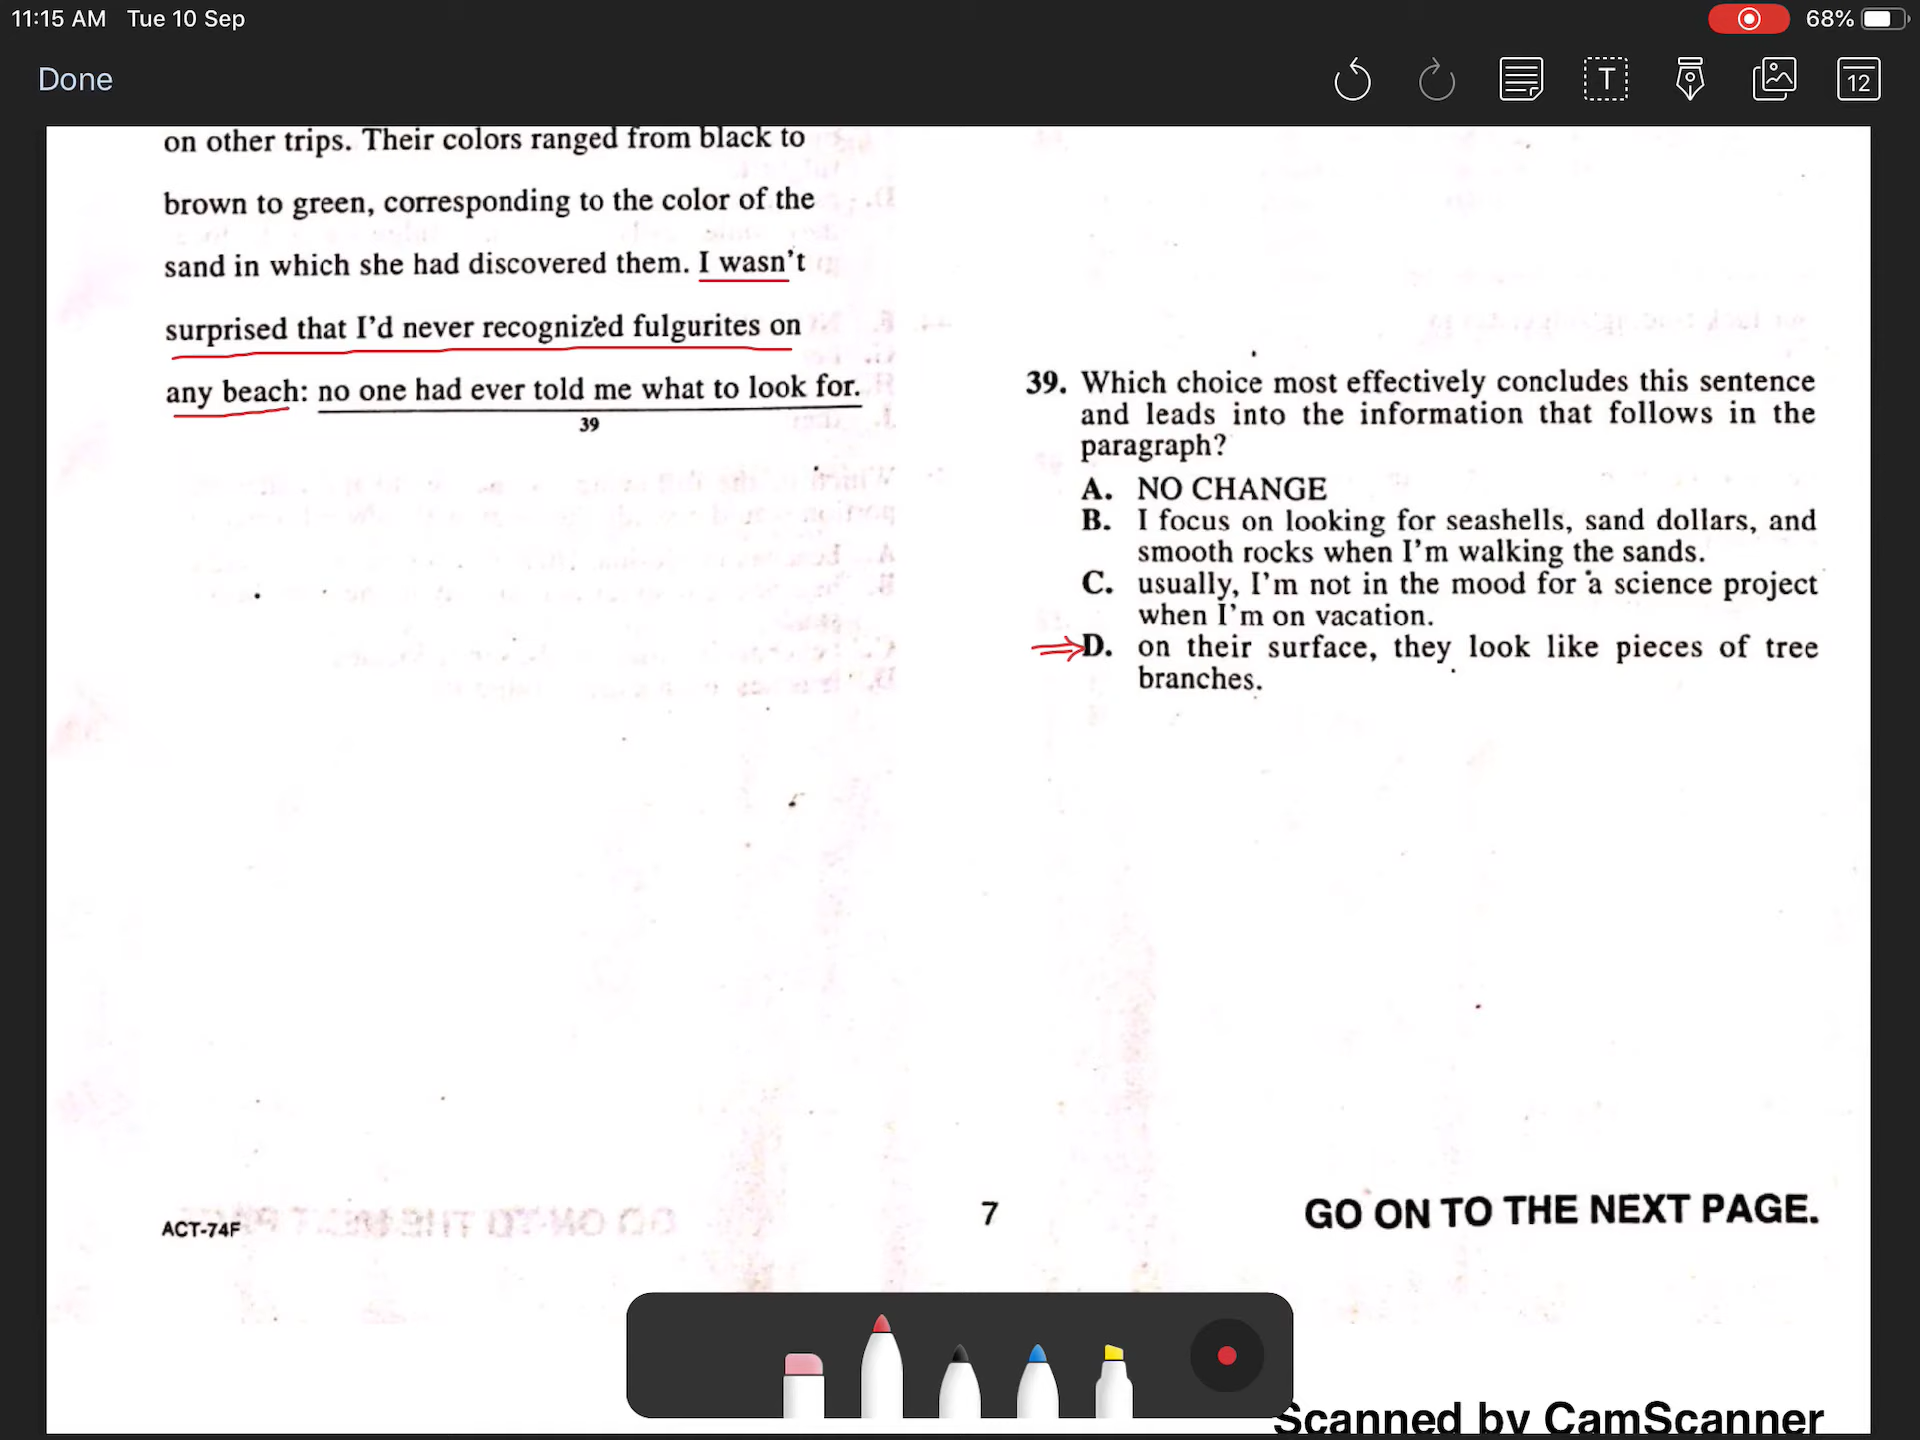 11:15 AM Tue 10 Sep
68%
Done
T
12
on other trips. Their colors ranged from black to
brown to green, corresponding to the color of the
sand in which she had discovered them. I wasn't
surprised that I'd never recognized fulgurites on
any beach: no one had ever told me what to look for.
39
39. Which choice most effectively concludes this sentence
and leads into the information that follows in the
paragraph?
A. NO CHANGE
B. I focus on looking for seashells, sand dollars, and
smooth rocks when I'm walking the sands.
C. usually, I'm not in the mood for a science project
when I'm on vacation.
D. on their surface, they look like pieces of tree
branches.
ACT-74F
7
GO ON TO THE NEXT PAGE.
Scanned by CamScanner